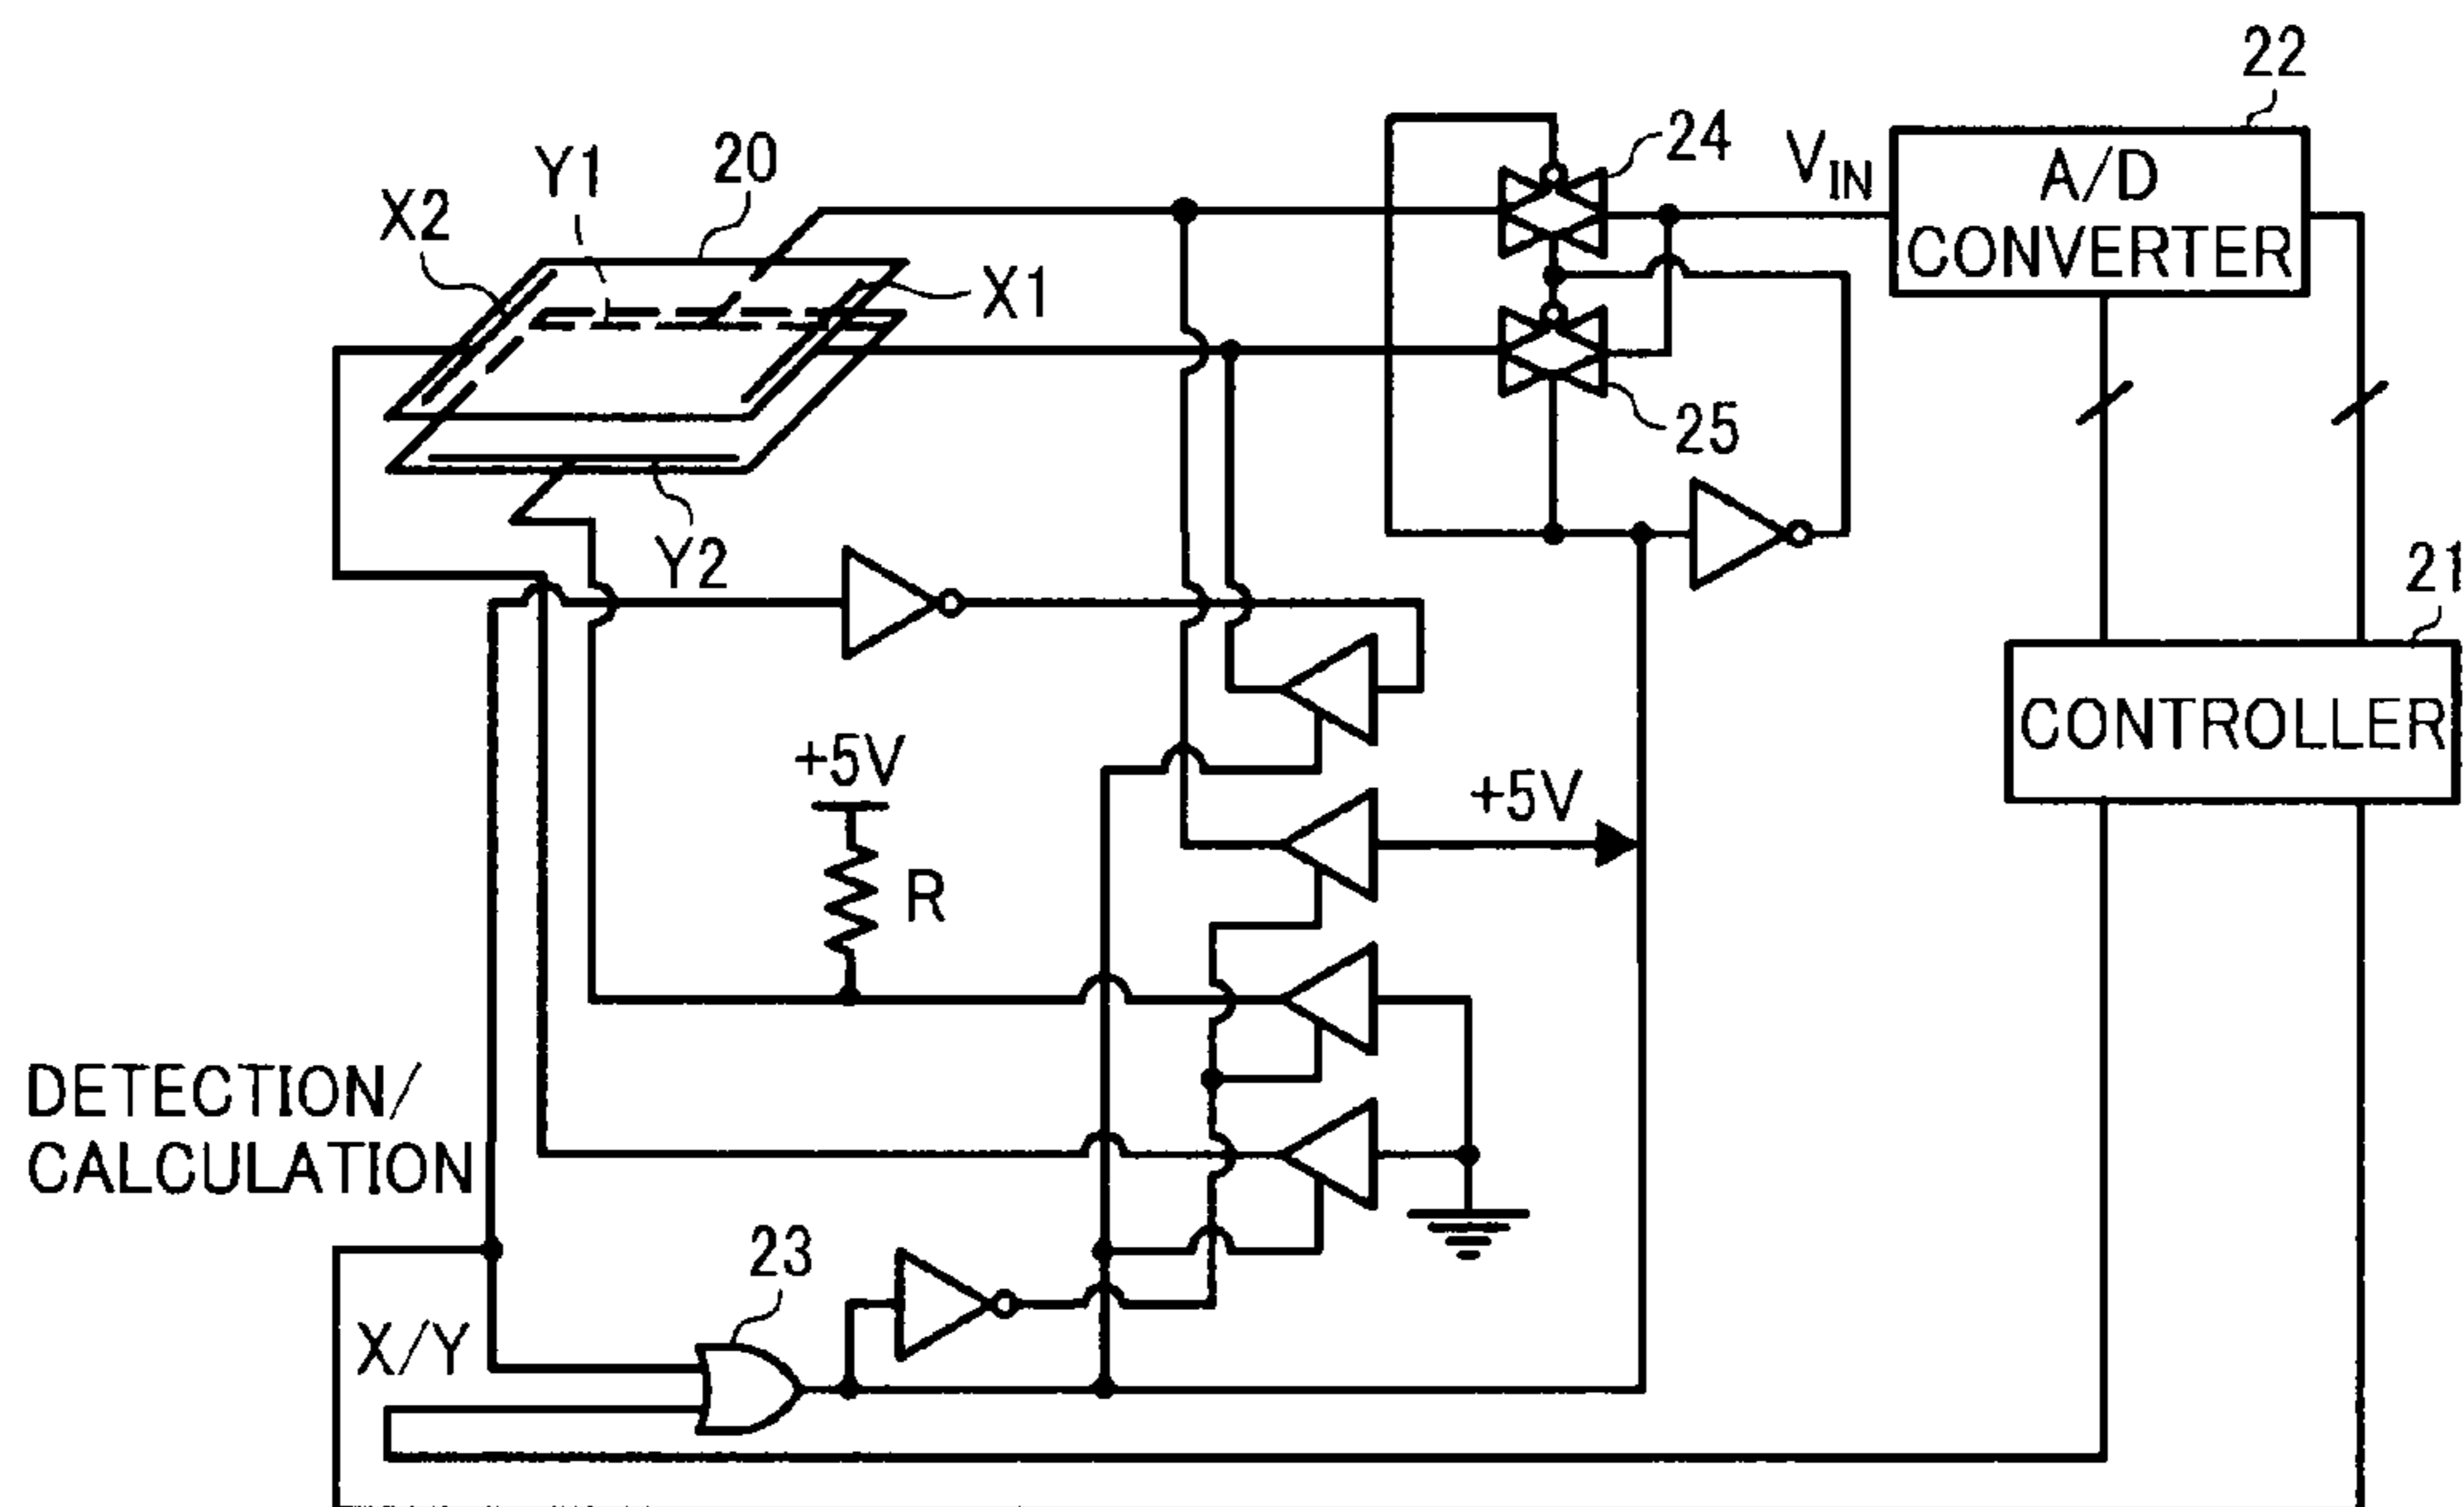 22
24
A/D
CONVERTER
V_IN
20
Y1
X2
X1
25
21
Y2
CONTROLLER
+5V
+5V
R
DETECTION/
CALCULATION
23
X/Y